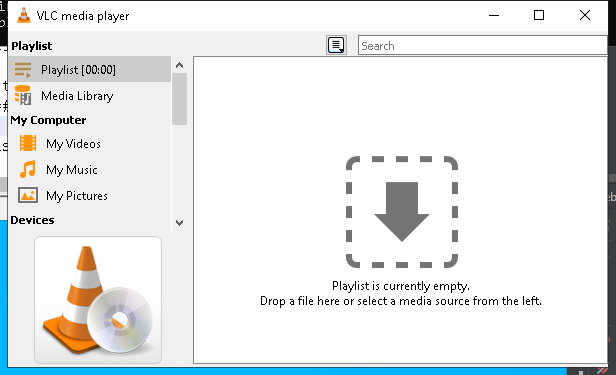 VLC media player
Playlist
Search
Playlist [00:00]
Media Library
My Computer
My Videos
My Music
My Pictures
Devices
Playlist is currently empty.
Drop a file here or select a media source from the left.